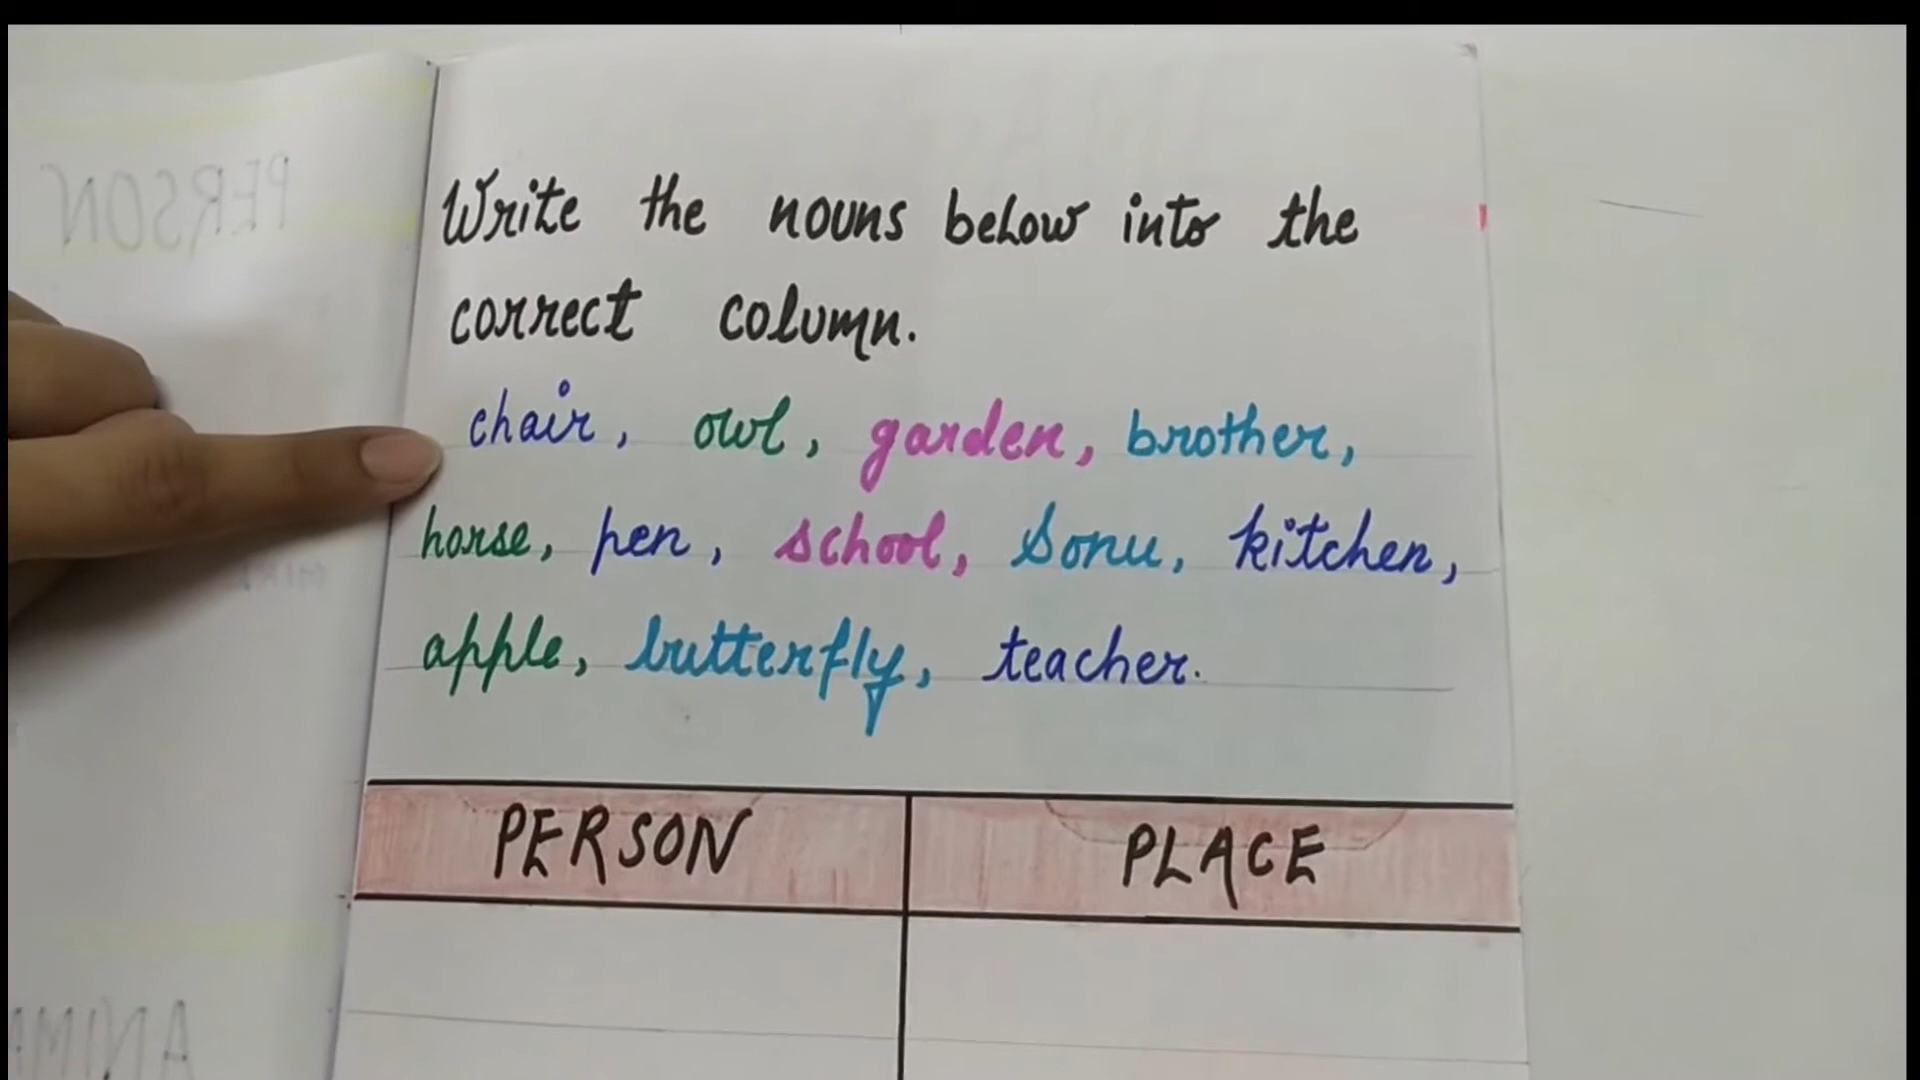 Write the nouns below into the
correct column.
chair, owl, garden, brother,
horse, pen, school, Sonu, kitchen,
apple, butterfly, teacher.
PERSON PLACE
PERSON